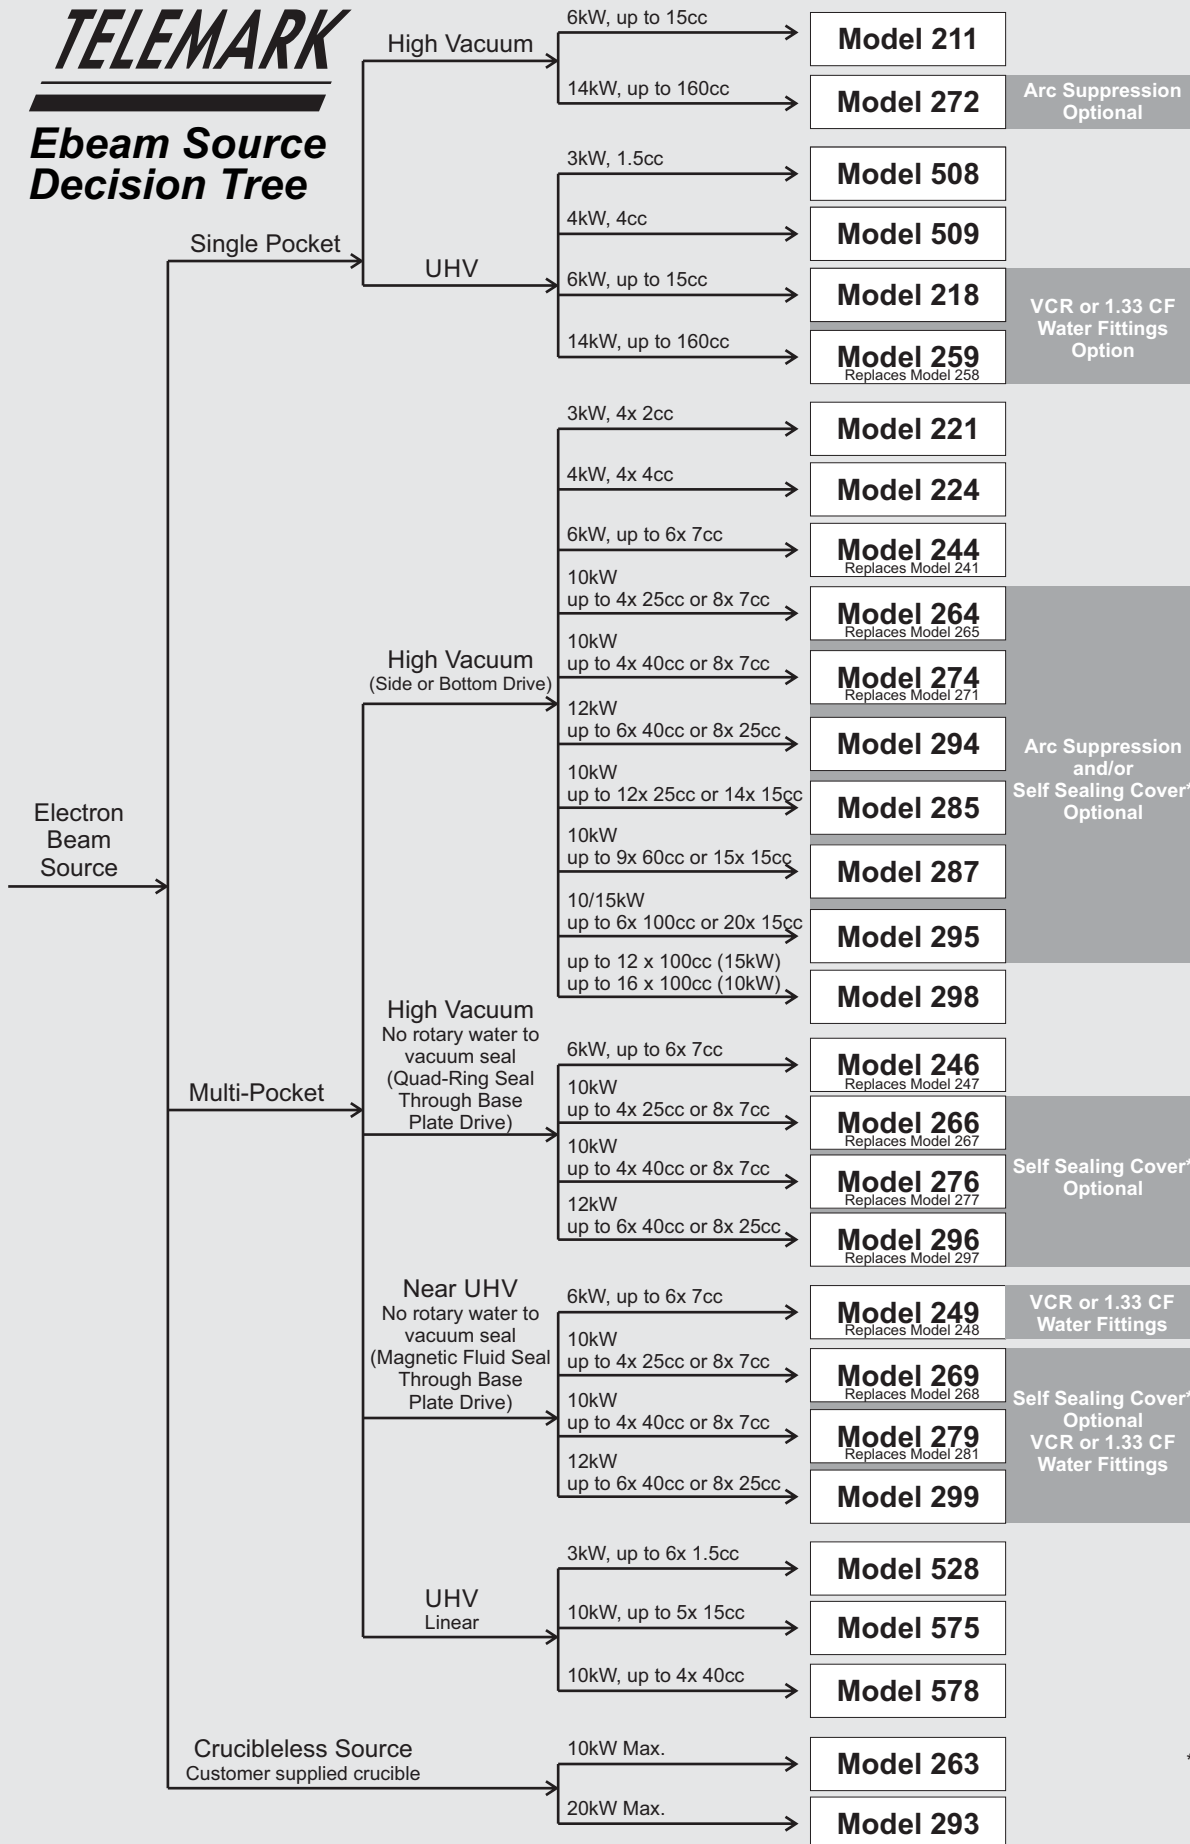 TELEMARK
Ebeam Source
Decision Tree
Electron
Beam
Source
Single Pocket
High Vacuum
6kW, up to 15cc
Model 211
14kW, up to 160cc
Model 272
Arc Suppression
Optional
UHV
3kW, 1.5cc
Model 508
4kW, 4cc
Model 509
6kW, up to 15cc
Model 218
14kW, up to 160cc
Model 259
Replaces Model 258
VCR or 1.33 CF
Water Fittings
Option
Multi-Pocket
High Vacuum
(Side or Bottom Drive)
3kW, 4x 2cc
Model 221
4kW, 4x 4cc
Model 224
6kW, up to 6x 7cc
Model 244
Replaces Model 241
10kW
up to 4x 25cc or 8x 7cc
Model 264
Replaces Model 265
10kW
up to 4x 40cc or 8x 7cc
Model 274
Replaces Model 271
12kW
up to 6x 40cc or 8x 25cc
Model 294
10kW
up to 12x 25cc or 14x 15cc
Model 285
10kW
up to 9x 60cc or 15x 15cc
Model 287
10/15kW
up to 6x 100cc or 20x 15cc
Model 295
Arc Suppression
and/or
Self Sealing Cover*
Optional
up to 12 x 100cc (15kW)
up to 16 x 100cc (10kW)
Model 298
High Vacuum
No rotary water to
vacuum seal
(Quad-Ring Seal
Through Base
Plate Drive)
6kW, up to 6x 7cc
Model 246
Replaces Model 247
10kW
up to 4x 25cc or 8x 7cc
Model 266
Replaces Model 267
10kW
up to 4x 40cc or 8x 7cc
Model 276
Replaces Model 277
12kW
up to 6x 40cc or 8x 25cc
Model 296
Replaces Model 297
Self Sealing Cover*
Optional
Near UHV
No rotary water to
vacuum seal
(Magnetic Fluid Seal
Through Base
Plate Drive)
6kW, up to 6x 7cc
Model 249
Replaces Model 248
VCR or 1.33 CF
Water Fittings
10kW
up to 4x 25cc or 8x 7cc
Model 269
Replaces Model 268
10kW
up to 4x 40cc or 8x 7cc
Model 279
Replaces Model 281
12kW
up to 6x 40cc or 8x 25cc
Model 299
Self Sealing Cover*
Optional
VCR or 1.33 CF
Water Fittings
UHV
Linear
3kW, up to 6x 1.5cc
Model 528
10kW, up to 5x 15cc
Model 575
10kW, up to 4x 40cc
Model 578
Crucibleless Source
Customer supplied crucible
10kW Max.
Model 263
20kW Max.
Model 293
*